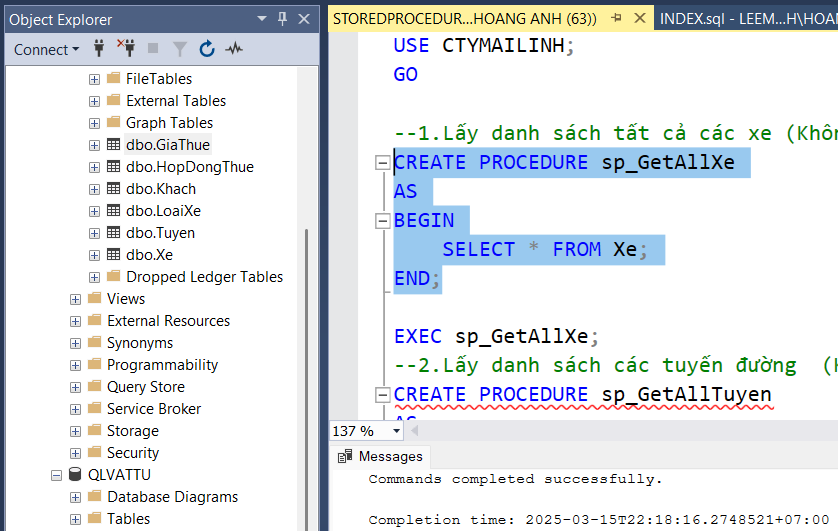 Object Explorer
Connect
FileTables
External Tables
Graph Tables
dbo.GiaThue
dbo.HopDongThue
dbo.Khach
dbo.LoaiXe
dbo.Tuyen
dbo.Xe
Dropped Ledger Tables
Views
External Resources
Synonyms
Programmability
Query Store
Service Broker
Storage
Security
QLVATTU
Database Diagrams
Tables
STOREDPROCEDUR...HOANG ANH (63))
INDEX.sql - LEEM...H\HOAN
USE CTYMAILINH;
GO
--1.Lấy danh sách tất cả các xe (Khôn
CREATE PROCEDURE sp_GetAllXe
AS
BEGIN
SELECT * FROM Xe;
END;
EXEC sp_GetAllXe;
--2.Lấy danh sách các tuyến đường (K
CREATE PROCEDURE sp_GetAllTuyen
AS
137 %
Messages
Commands completed successfully.
Completion time: 2025-03-15T22:18:16.2748521+07:00